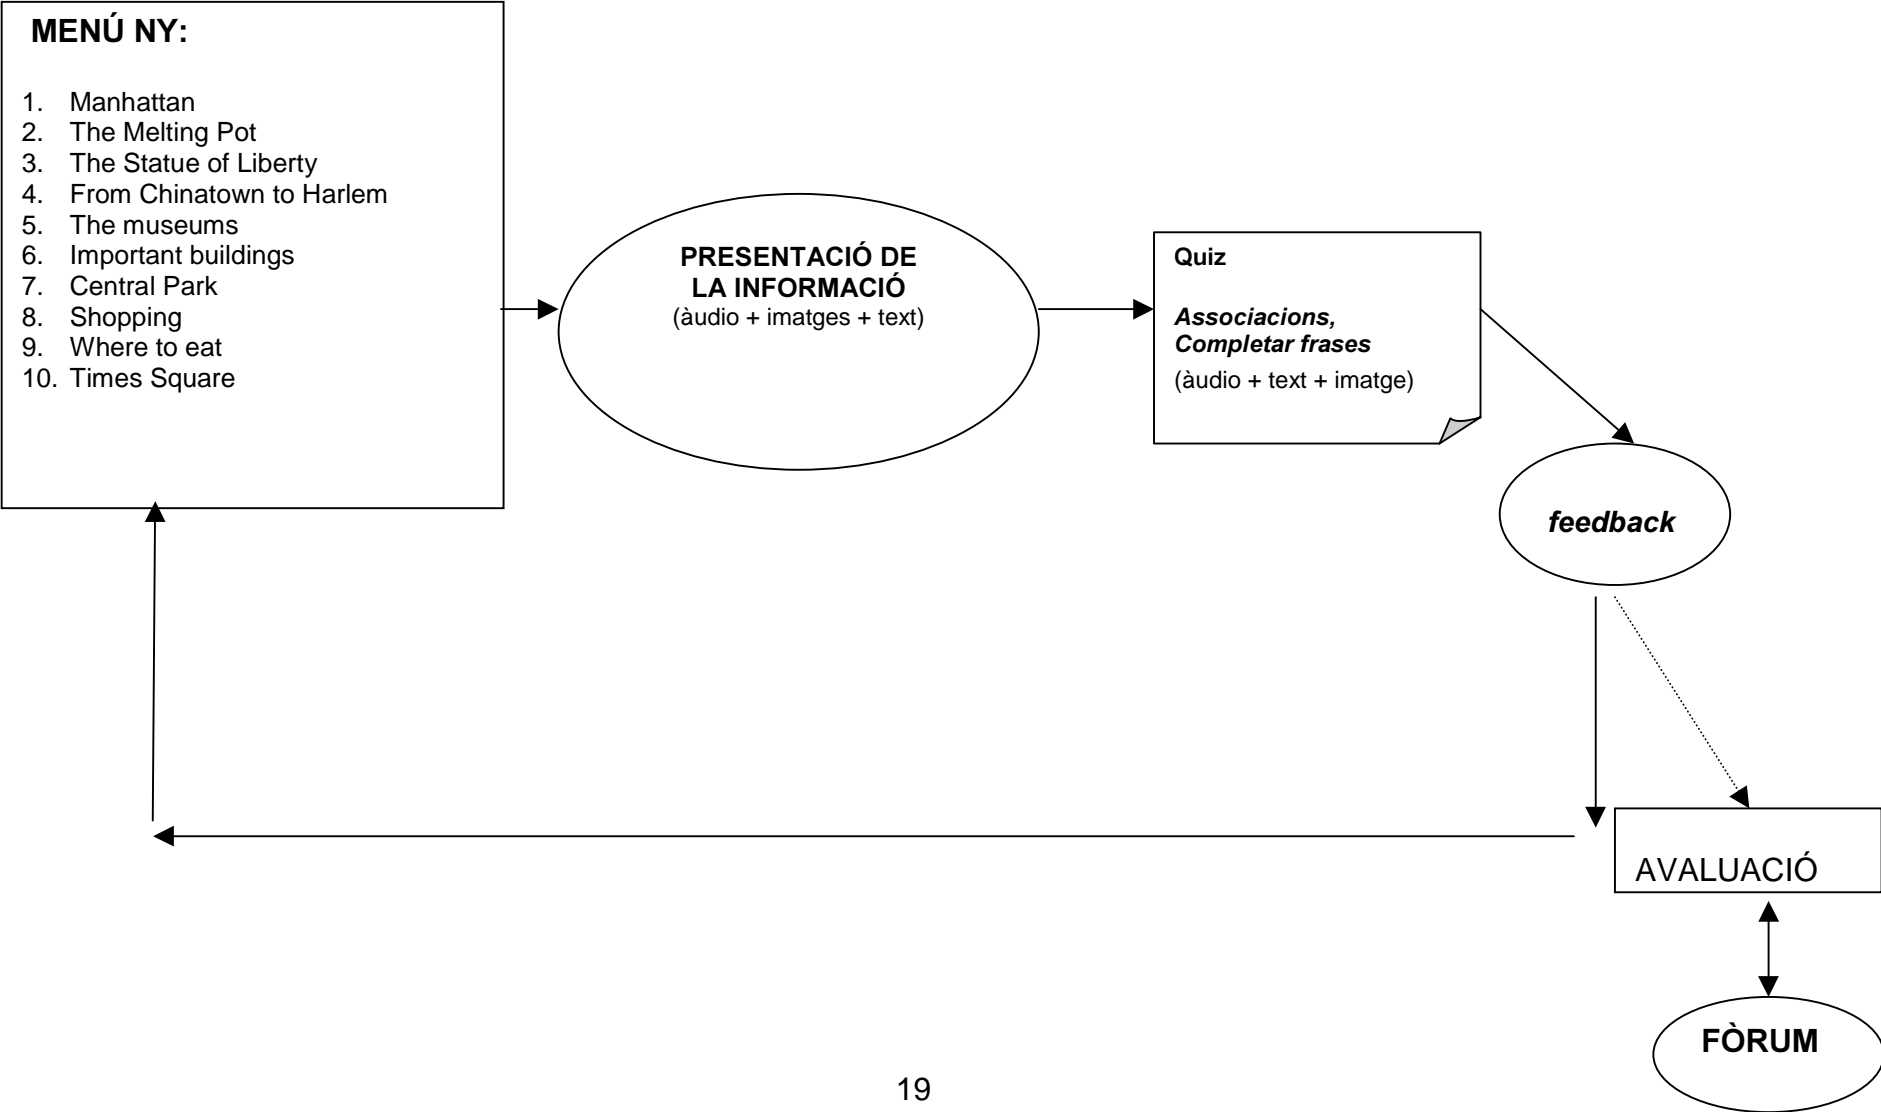 MENÚ NY:
1. Manhattan
2. The Melting Pot
3. The Statue of Liberty
4. From Chinatown to Harlem
5. The museums
6. Important buildings
7. Central Park
8. Shopping
9. Where to eat
10. Times Square
PRESENTACIÓ DE
LA INFORMACIÓ
(àudio + imatges + text)
Quiz
Associacions,
Completar frases
(àudio + text + imatge)
feedback
AVALUACIÓ
FÒRUM
19